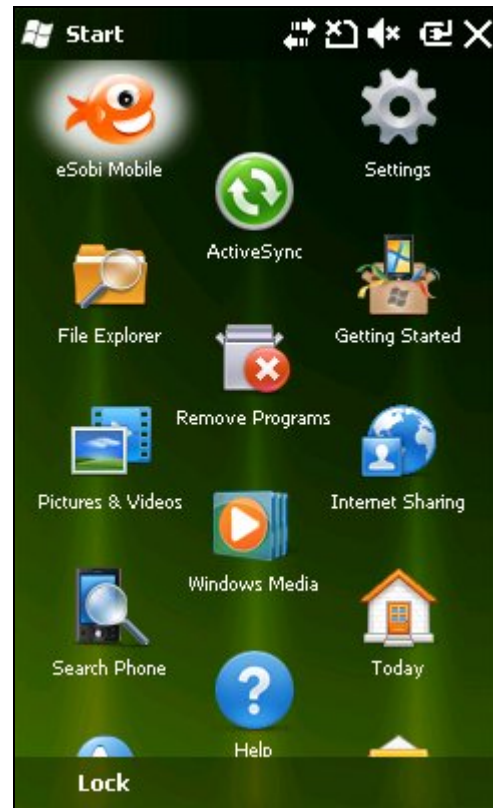 Start
eSobi Mobile
Settings
ActiveSync
File Explorer
Getting Started
Remove Programs
Pictures & Videos
Internet Sharing
Windows Media
Search Phone
Today
Help
Lock